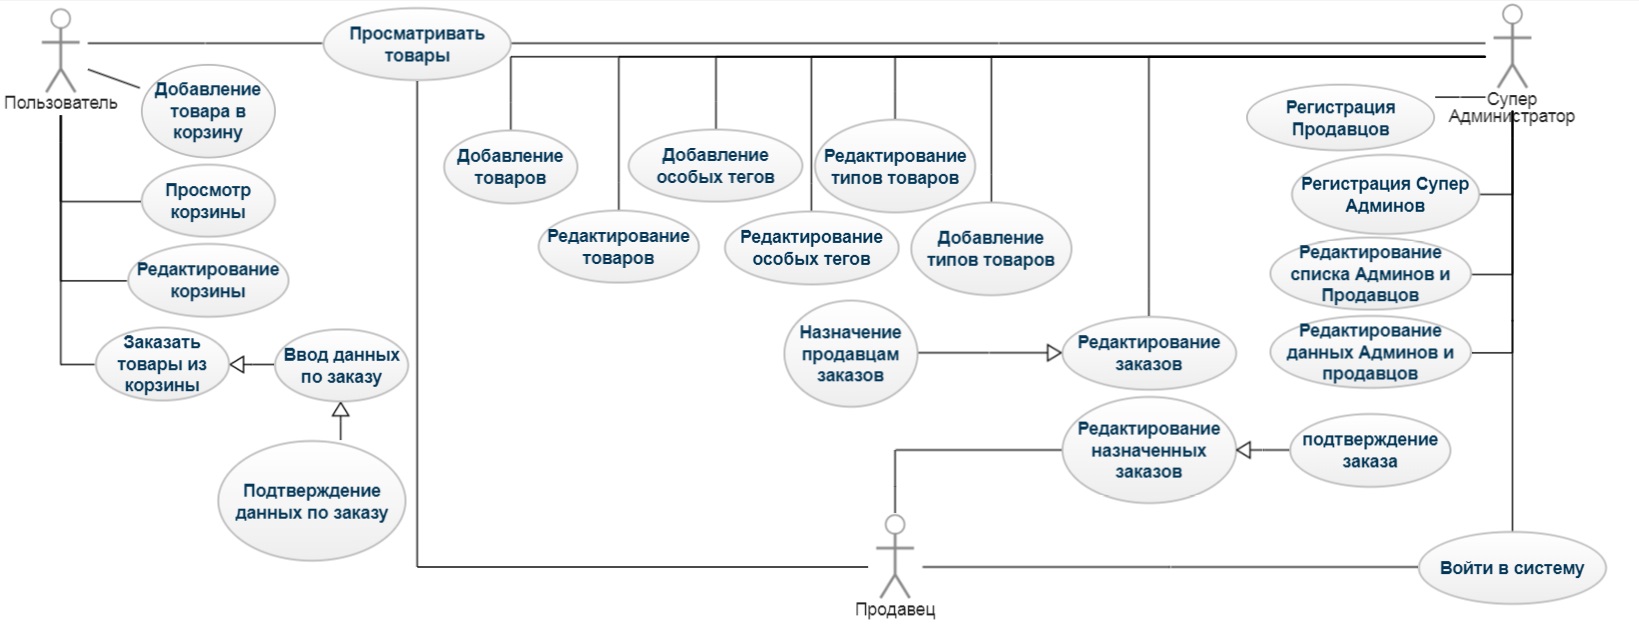 Просматривать
товары
Пользователь
Добавление
товара в
корзину
Просмотр
корзины
Редактирование
корзины
Заказать
товары из
корзины
Ввод данных
по заказу
Подтверждение
данных по заказу
Добавление
товаров
Редактирование
товаров
Добавление
особых тегов
Редактирование
особых тегов
Редактирование
типов товаров
Добавление
типов товаров
Назначение
продавцам
заказов
Редактирование
заказов
Редактирование
назначенных
заказов
подтверждение
заказа
Продавец
Супер
Администратор
Регистрация
Продавцов
Регистрация Супер
Админов
Редактирование
списка Админов и
Продавцов
Редактирование
данных Админов и
продавцов
Войти в систему